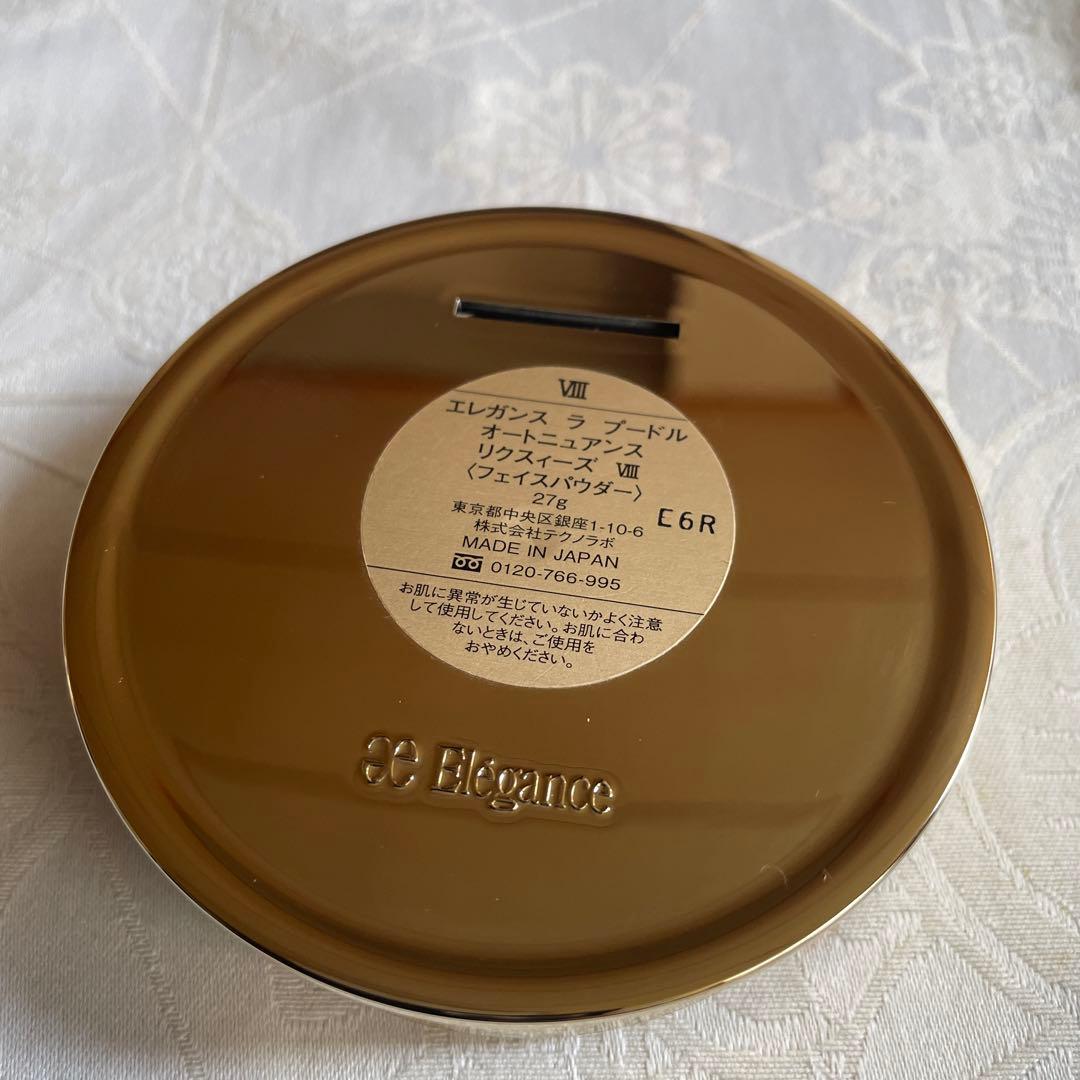 Ⅷ
エレガンス ラ プードル
オートニュアンス
リクスィーズ Ⅷ
〈フェイスパウダー〉
27g
東京都中央区銀座1-10-6
株式会社テクノラボ
E6R
MADE IN JAPAN
0120-766-995
お肌に異常が生じていないかよく注意
して使用してください。お肌に合わ
ないときは、ご使用を
おやめください。
æ Elégance